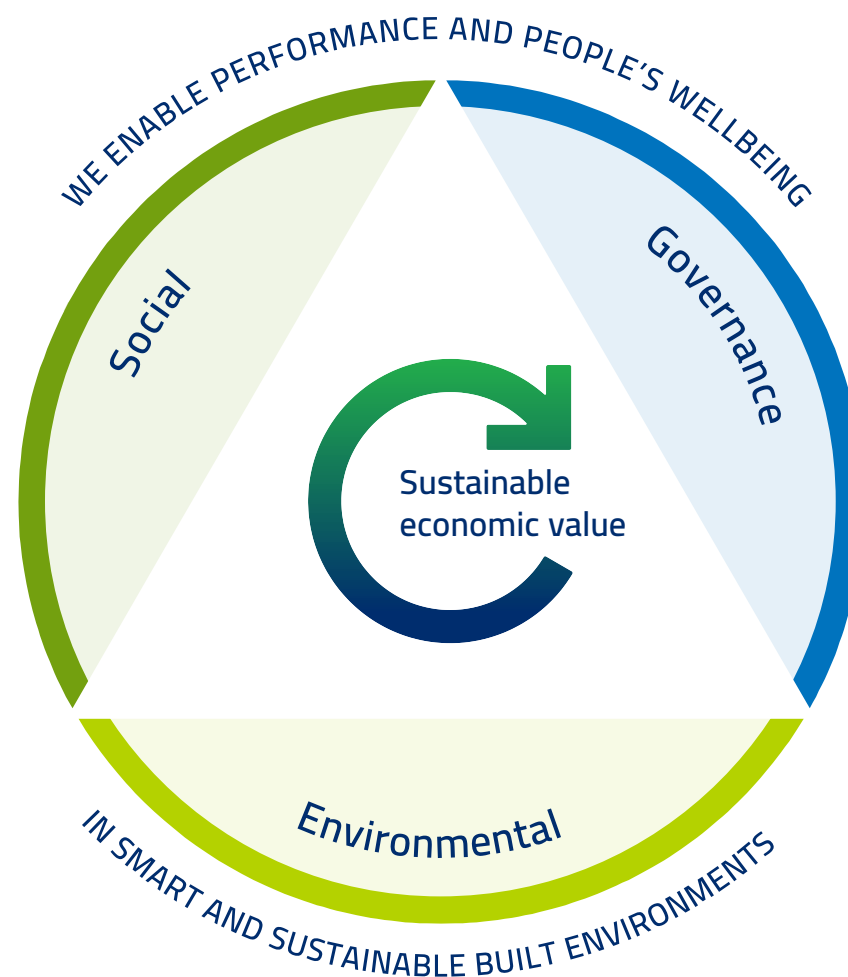 WE ENABLE PERFORMANCE AND PEOPLE’S WELLBEING
Social
Governance
Sustainable
economic value
Environmental
IN SMART AND SUSTAINABLE BUILT ENVIRONMENTS